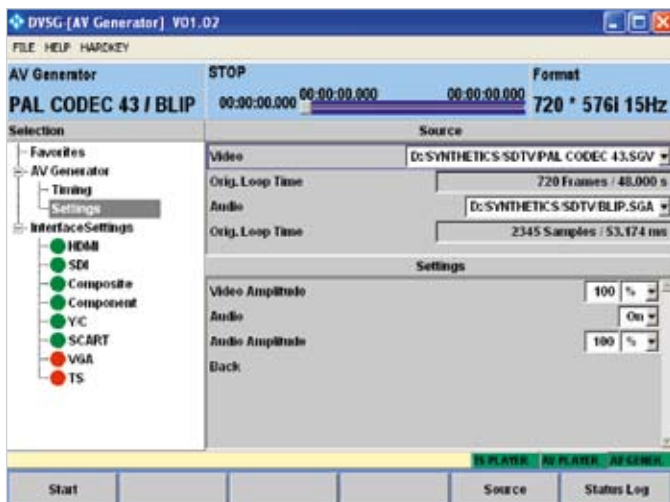 DVSG-[AV Generator] V01.02
FILE HELP HARDKEY
AV Generator
STOP
Format
PAL CODEC 43 / BLIP
00:00:00.000 00:00:00.000 00:00:00.000
720 * 576i 15Hz
Selection
Source
Favorites
AV Generator
Timing
Settings
InterfaceSettings
HDMI
SDI
Composite
Component
Y/C
SCART
VGA
TS
Video D:\SYNTHETICS\SDTV\PAL CODEC 43.SGV
Orig. Loop Time 720 Frames / 48.000 s
Audio D:\SYNTHETICS\SDTV\BLIP.SGA
Orig. Loop Time 2345 Samples / 53.174 ms
Settings
Video Amplitude 100 %
Audio On
Audio Amplitude 100 %
Back
TS PLAYER AV PLAYER AV GENER.
Start Source Status Log